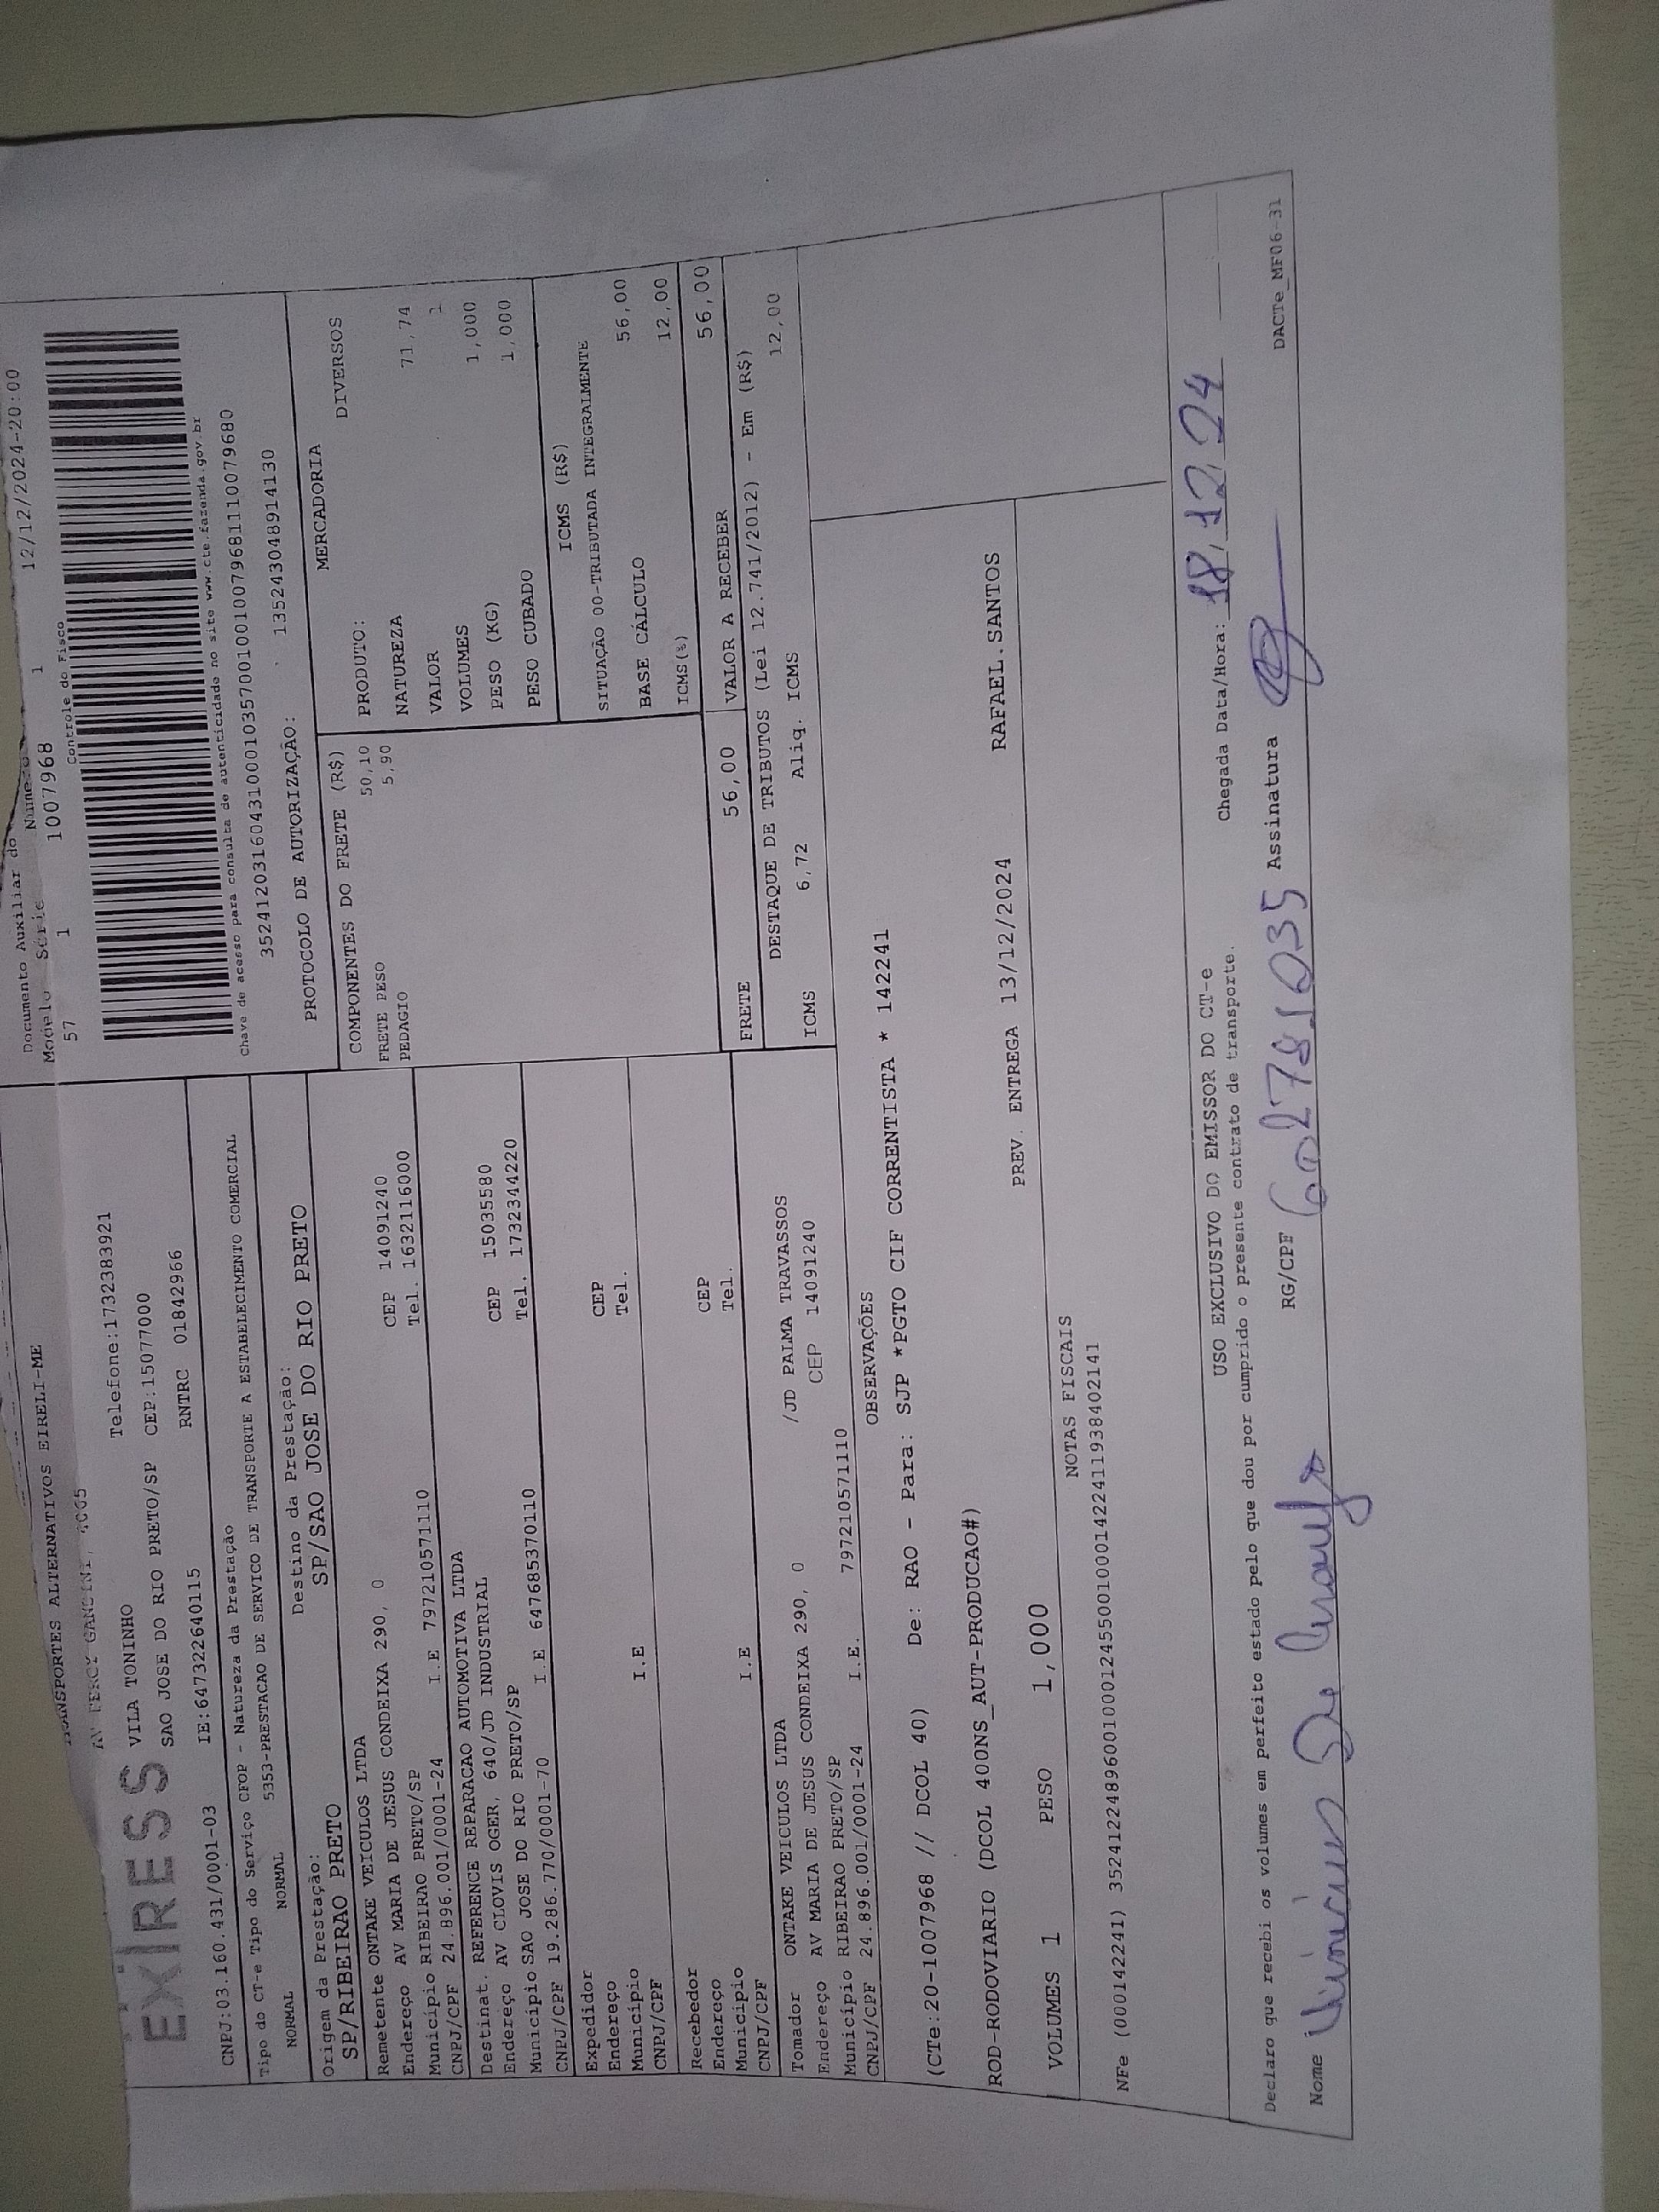 Documento Auxiliar do
Modelo Série
57 1 1007968 1 12/12/2024-20:00
Controle do Fisco
EX RESS
TRANSPORTES ALTERNATIVOS EIRELI-ME
Telefone:1732383921
VILA TONINHO
SAO JOSE DO RIO PRETO/SP CEP:15077000
CNPJ:03.160.431/0001-03 IE:647322640115 RNTRC 01842966
Chave de acesso para consulta de autenticidade no site www.cte.fazenda.gov.br
35241203160431000103570010010079681110079680
PROTOCOLO DE AUTORIZAÇÃO: 135243048914130
Tipo do CT-e Tipo do Serviço CFOP - Natureza da Prestação
NORMAL NORMAL 5353-PRESTACAO DE SERVICO DE TRANSPORTE A ESTABELECIMENTO COMERCIAL
Origem da Prestação: Destino da Prestação:
SP/RIBEIRAO PRETO SP/SAO JOSE DO RIO PRETO
Remetente ONTAKE VEICULOS LTDA
Endereço AV MARIA DE JESUS CONDEIXA 290, 0 CEP 14091240
Município RIBEIRAO PRETO/SP Tel. 1632116000
CNPJ/CPF 24.896.001/0001-24 I.E 797210571110
Destinat. REFERENCE REPARACAO AUTOMOTIVA LTDA
Endereço AV CLOVIS OGER, 640/JD INDUSTRIAL CEP 15035580
Município SAO JOSE DO RIO PRETO/SP Tel. 1732344220
CNPJ/CPF 19.286.770/0001-70 I.E 647685370110
Expedidor
Endereço CEP
Município Tel.
CNPJ/CPF I.E
Recebedor
Endereço CEP
Município Tel.
CNPJ/CPF I.E
Tomador ONTAKE VEICULOS LTDA
Endereço AV MARIA DE JESUS CONDEIXA 290, 0 /JD PALMA TRAVASSOS
Município RIBEIRAO PRETO/SP CEP 14091240
CNPJ/CPF 24.896.001/0001-24 I.E. 797210571110
COMPONENTES DO FRETE (R$)
FRETE PESO 50,10
PEDAGIO 5,90
MERCADORIA
PRODUTO: DIVERSOS
NATUREZA
VALOR 71,74
VOLUMES 1
PESO (KG) 1,000
PESO CUBADO 1,000
ICMS (R$)
SITUAÇÃO 00-TRIBUTADA INTEGRALMENTE
BASE CÁLCULO 56,00
ICMS(%) 12,00
FRETE 56,00 VALOR A RECEBER 56,00
DESTAQUE DE TRIBUTOS (Lei 12.741/2012) - Em (R$)
ICMS 6,72 Aliq. ICMS 12,00
OBSERVAÇÕES
(CTe:20-1007968 // DCOL 40) De: RAO - Para: SJP *PGTO CIF CORRENTISTA * 142241
ROD-RODOVIARIO (DCOL 400NS_AUT-PRODUCAO#)
VOLUMES 1 PESO 1,000 PREV. ENTREGA 13/12/2024 RAFAEL.SANTOS
NOTAS FISCAIS
NFe (000142241) 35241224896001000124550010001422411938402141
USO EXCLUSIVO DO EMISSOR DO CT-e
Declaro que recebi os volumes em perfeito estado pelo que dou por cumprido o presente contrato de transporte. Chegada Data/Hora: 18/12/24
Nome Vinicius RG/CPF Assinatura
DACTe_MF06-31